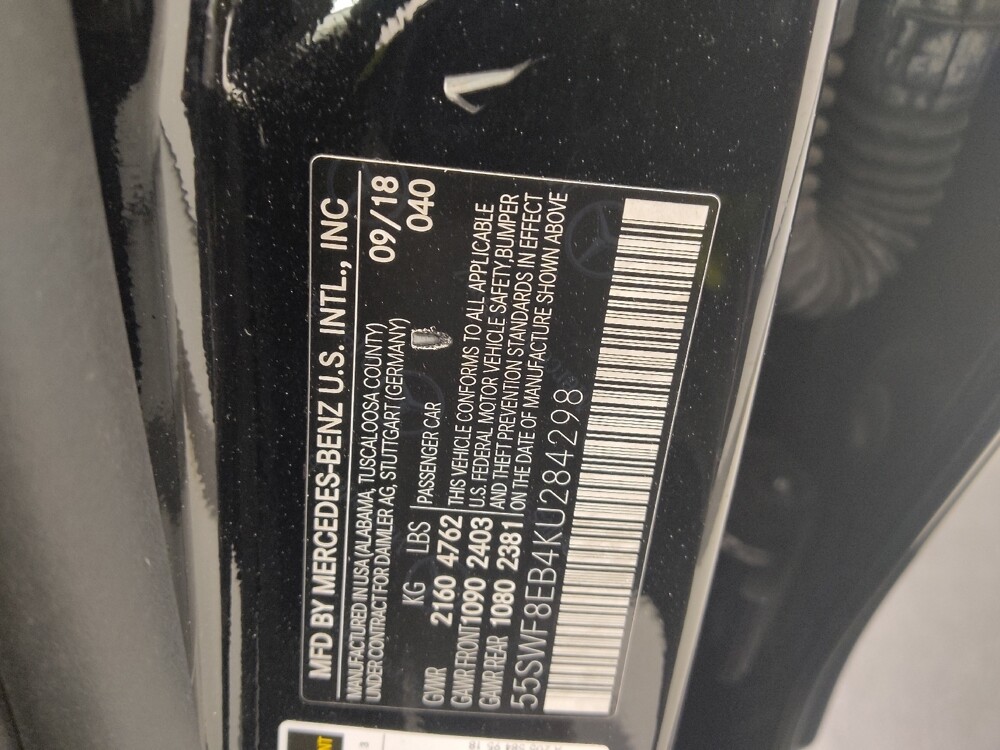 MFD BY MERCEDES-BENZ U.S. INTL., INC
MANUFACTURED IN USA (ALABAMA, TUSCALOOSA COUNTY)
UNDER CONTRACT FOR DAIMLER AG, STUTTGART (GERMANY)
09/18
040
KG LBS
GVWR 2160 4762
GAWR FRONT 1090 2403
GAWR REAR 1080 2381
PASSENGER CAR
THIS VEHICLE CONFORMS TO ALL APPLICABLE
U.S. FEDERAL MOTOR VEHICLE SAFETY,BUMPER
AND THEFT PREVENTION STANDARDS IN EFFECT
ON THE DATE OF MANUFACTURE SHOWN ABOVE
55SWF8EB4KU284298